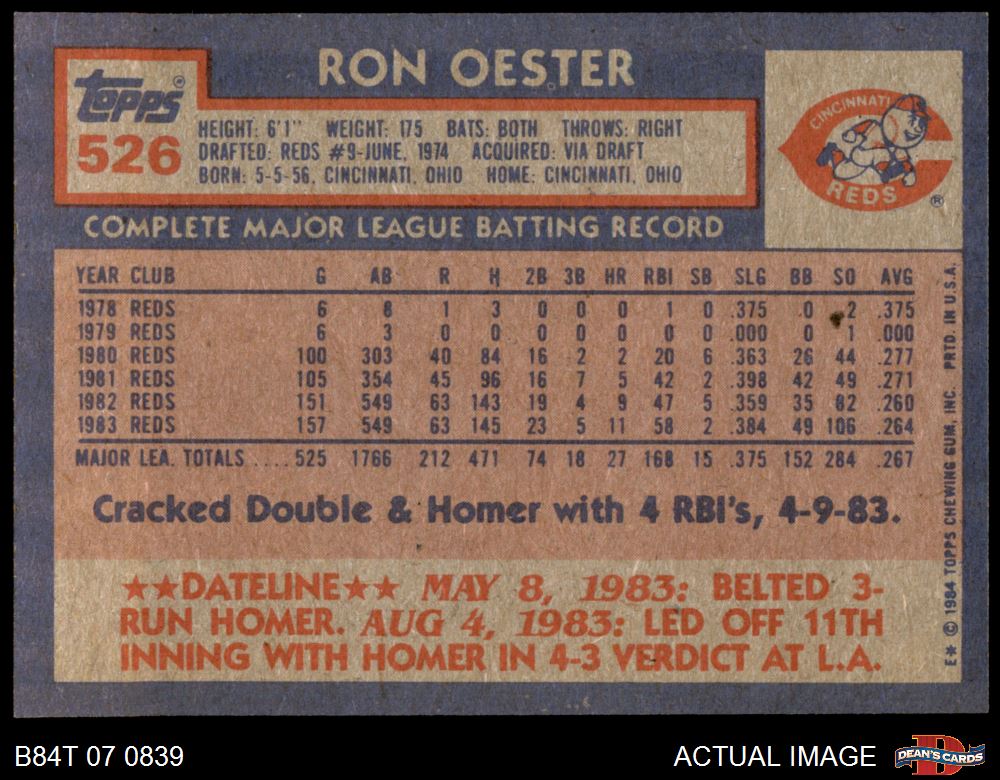 RON OESTER
TOPPS®
526
HEIGHT: 6'1" WEIGHT: 175 BATS: BOTH THROWS: RIGHT
DRAFTED: REDS #9-JUNE, 1974 ACQUIRED: VIA DRAFT
BORN: 5-5-56, CINCINNATI, OHIO HOME: CINCINNATI, OHIO
CINCINNATI
REDS
®
COMPLETE MAJOR LEAGUE BATTING RECORD
YEAR CLUB G AB R H 2B 3B HR RBI SB SLG BB SO AVG
1978 REDS 6 8 1 3 0 0 0 1 0 .375 .0 2 .375
1979 REDS 6 3 0 0 0 0 0 0 0 .000 0 1 .000
1980 REDS 100 303 40 84 16 2 2 20 6 .363 26 44 .277
1981 REDS 105 354 45 96 16 7 5 42 2 .398 42 49 .271
1982 REDS 151 549 63 143 19 4 9 47 5 .359 35 82 .260
1983 REDS 157 549 63 145 23 5 11 58 2 .384 49 106 .264
MAJOR LEA. TOTALS ....525 1766 212 471 74 18 27 168 15 .375 152 284 .267
Cracked Double & Homer with 4 RBI's, 4-9-83.
★★DATELINE★★ MAY 8, 1983: BELTED 3-
RUN HOMER. AUG 4, 1983: LED OFF 11TH
INNING WITH HOMER IN 4-3 VERDICT AT L.A.
E* © 1984 TOPPS CHEWING GUM, INC. PRTD. IN U.S.A.
B84T 07 0839
ACTUAL IMAGE
D
DEAN'S CARDS